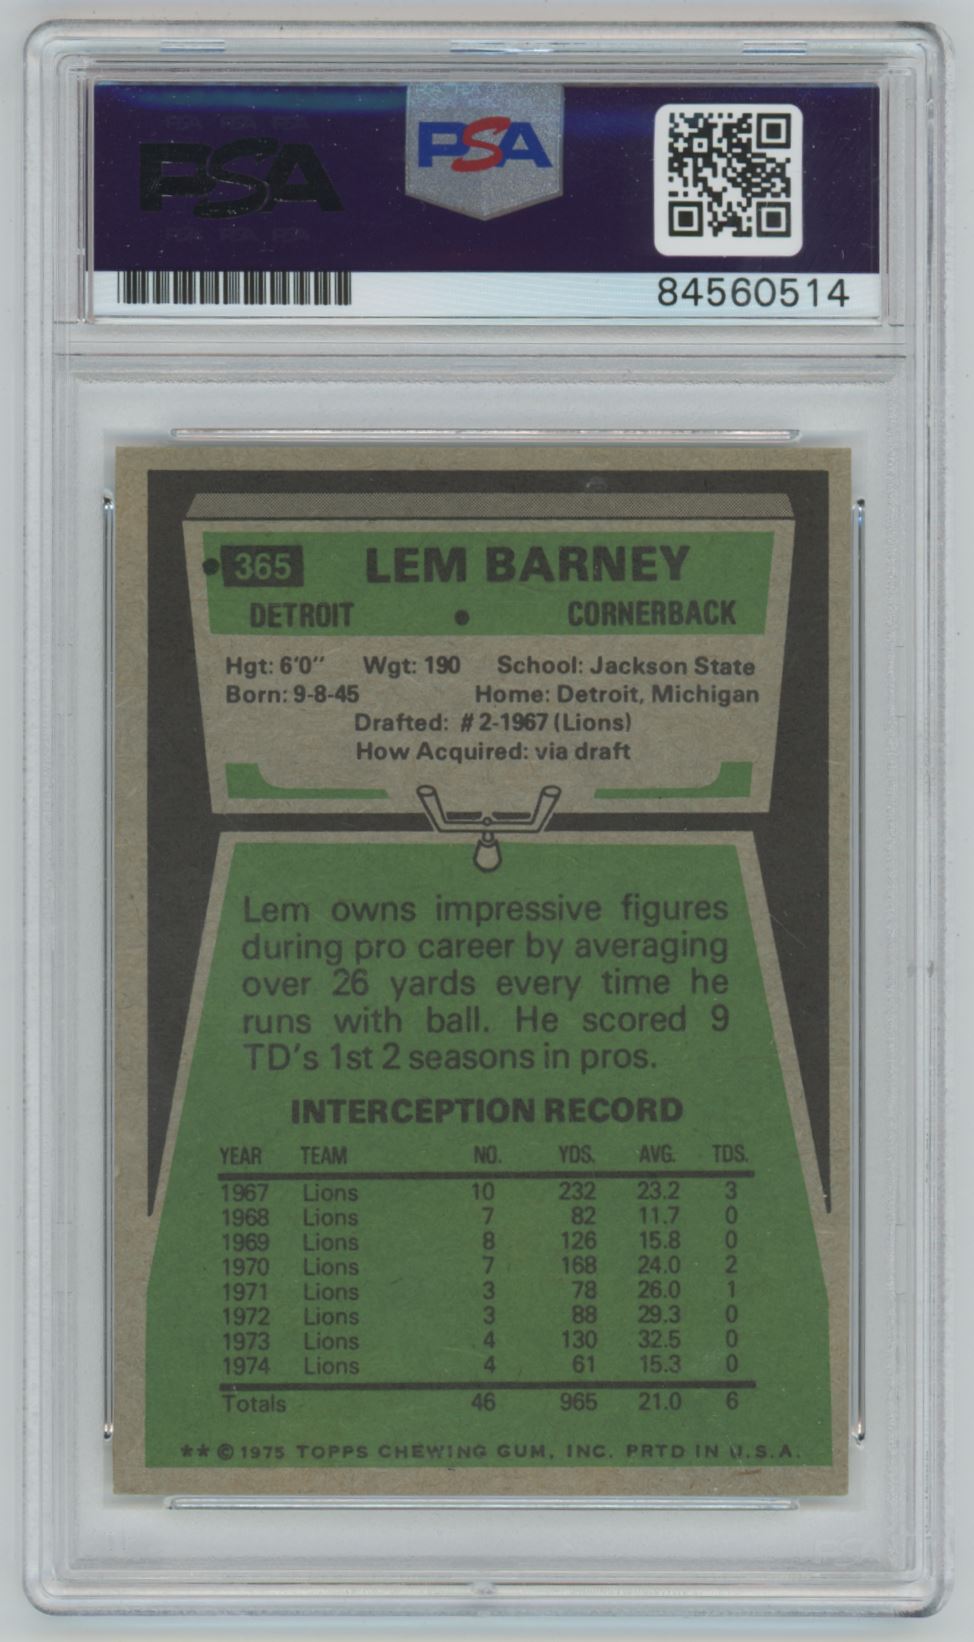 PSA PSA PSA
PSA
PSA
PSA PSA PSA
84560514
365 LEM BARNEY
DETROIT • CORNERBACK
Hgt: 6'0" Wgt: 190 School: Jackson State
Born: 9-8-45 Home: Detroit, Michigan
Drafted: #2-1967 (Lions)
How Acquired: via draft
Lem owns impressive figures
during pro career by averaging
over 26 yards every time he
runs with ball. He scored 9
TD's 1st 2 seasons in pros.
INTERCEPTION RECORD
YEAR TEAM NO. YDS. AVG. TDS.
1967 Lions 10 232 23.2 3
1968 Lions 7 82 11.7 0
1969 Lions 8 126 15.8 0
1970 Lions 7 168 24.0 2
1971 Lions 3 78 26.0 1
1972 Lions 3 88 29.3 0
1973 Lions 4 130 32.5 0
1974 Lions 4 61 15.3 0
Totals 46 965 21.0 6
** © 1975 TOPPS CHEWING GUM, INC. PRTD IN U.S.A.